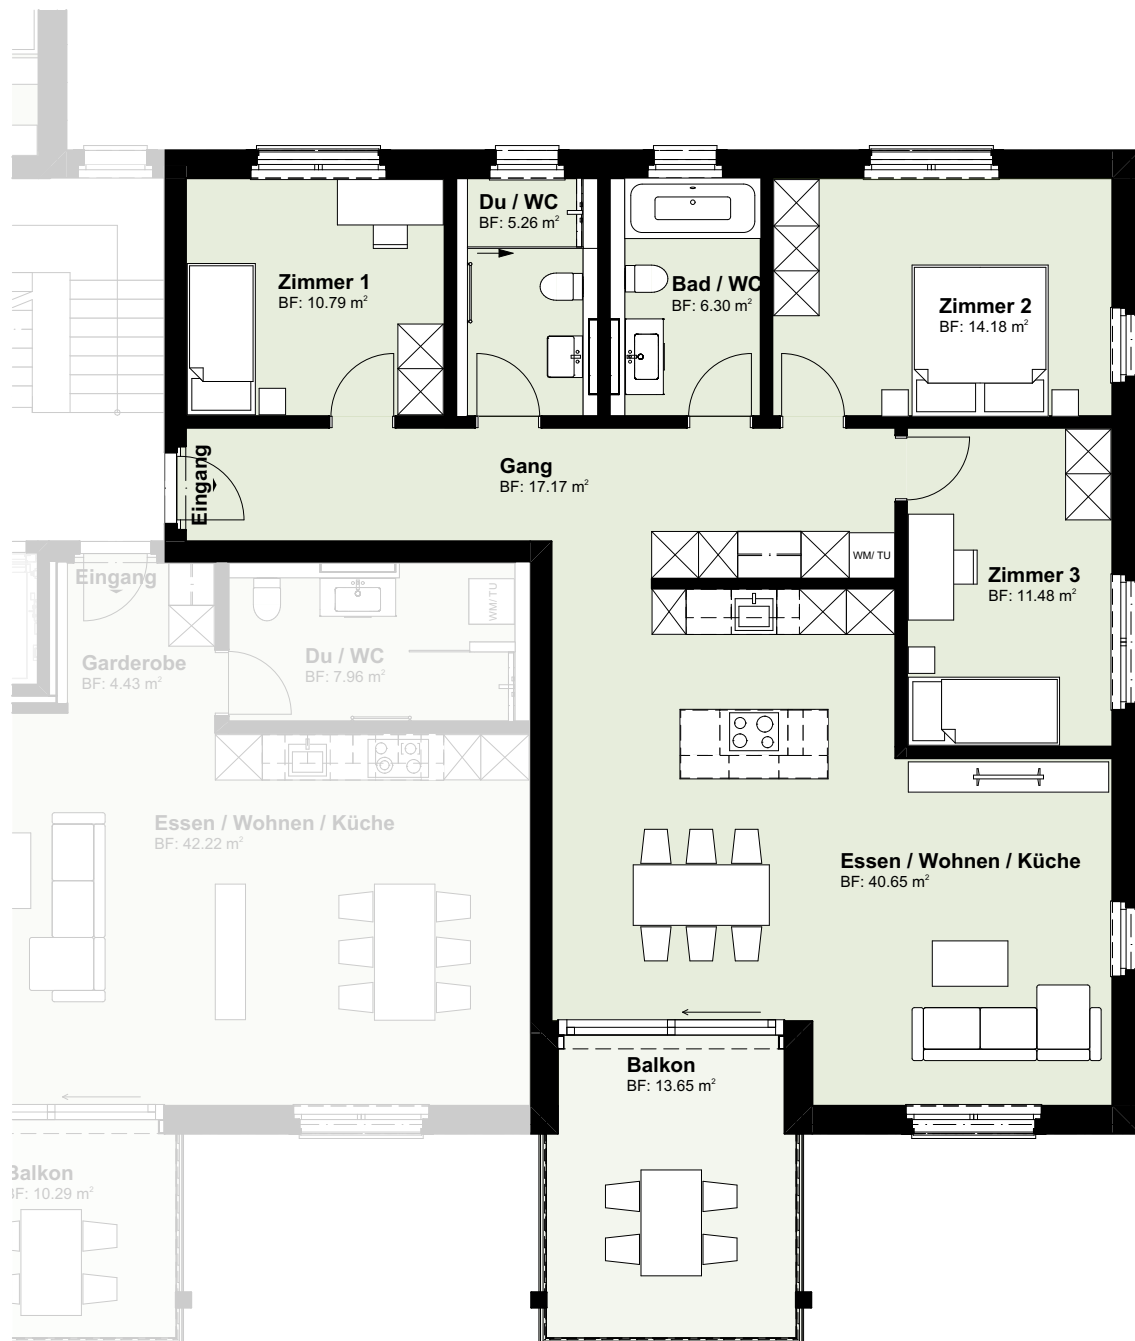 Du / WC
BF: 5.26 m²
Zimmer 1
BF: 10.79 m²
Bad / WC
BF: 6.30 m²
Zimmer 2
BF: 14.18 m²
Eingang
Gang
BF: 17.17 m²
WM/ TU
Zimmer 3
BF: 11.48 m²
Eingang
WM/ TU
Garderobe
BF: 4.43 m²
Du / WC
BF: 7.96 m²
Essen / Wohnen / Küche
BF: 42.22 m²
Essen / Wohnen / Küche
BF: 40.65 m²
Balkon
BF: 13.65 m²
Balkon
BF: 10.29 m²